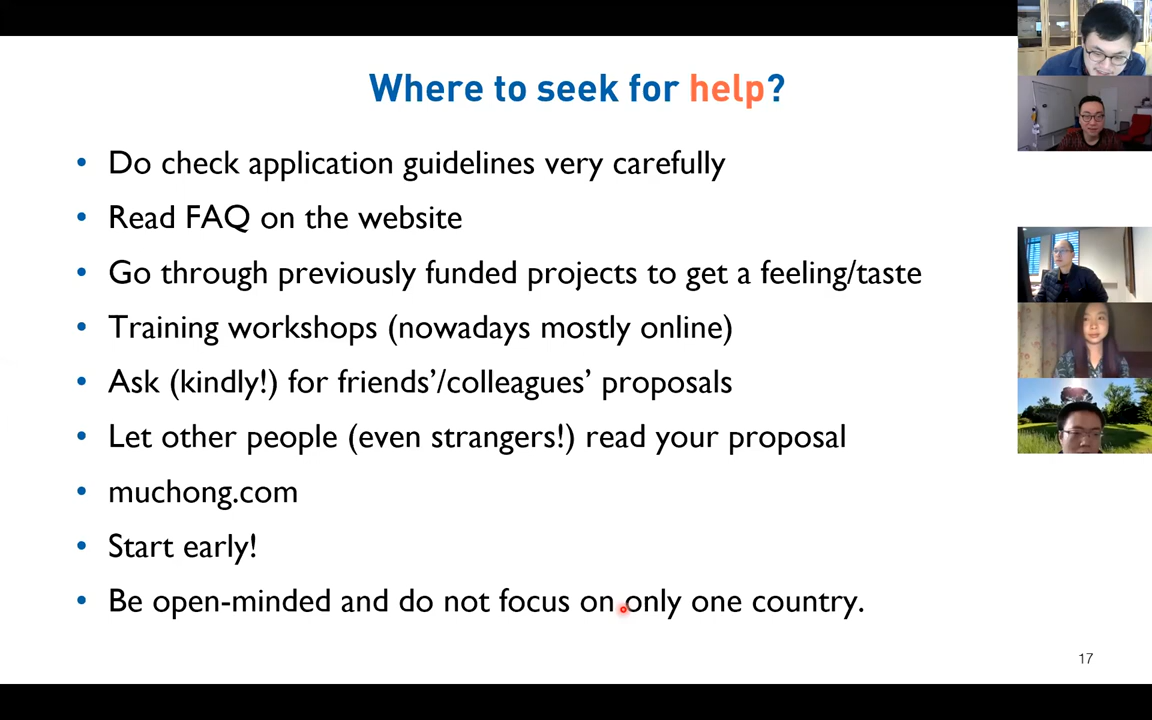 Where to seek for help?
• Do check application guidelines very carefully
• Read FAQ on the website
• Go through previously funded projects to get a feeling/taste
• Training workshops (nowadays mostly online)
• Ask (kindly!) for friends’/colleagues’ proposals
• Let other people (even strangers!) read your proposal
• muchong.com
• Start early!
• Be open-minded and do not focus on only one country.
17